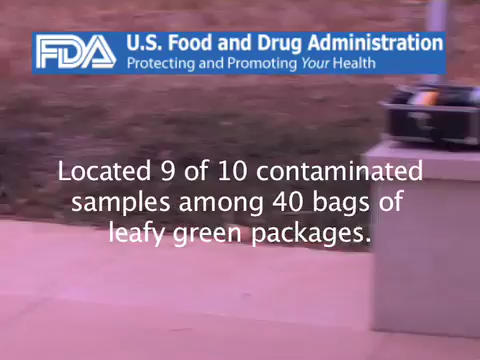 FDA U.S. Food and Drug Administration
Protecting and Promoting Your Health
Located 9 of 10 contaminated
samples among 40 bags of
leafy green packages.